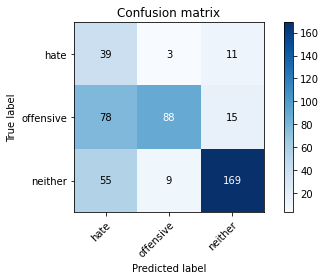 Confusion matrix
hate 39 3 11
offensive 78 88 15
neither 55 9 169
hate offensive neither
True label
Predicted label
160
140
120
100
80
60
40
20